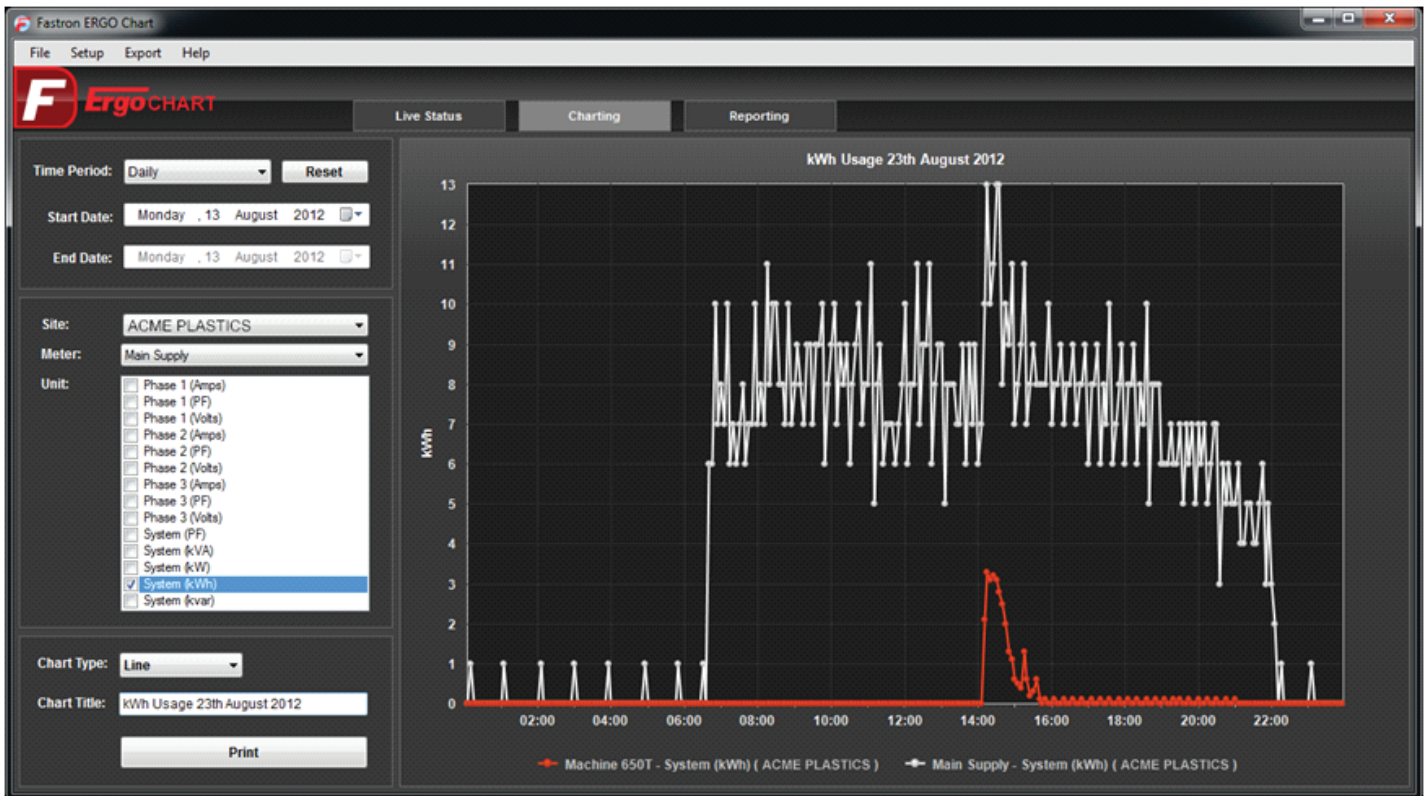 Fastron ERGO Chart
File Setup Export Help
F ErgoCHART
Live Status Charting Reporting
Time Period: Daily Reset
Start Date: Monday , 13 August 2012
End Date: Monday , 13 August 2012
Site: ACME PLASTICS
Meter: Main Supply
Unit:
Phase 1 (Amps)
Phase 1 (PF)
Phase 1 (Volts)
Phase 2 (Amps)
Phase 2 (PF)
Phase 2 (Volts)
Phase 3 (Amps)
Phase 3 (PF)
Phase 3 (Volts)
System (PF)
System (kVA)
System (kW)
System (kWh)
System (kvar)
Chart Type: Line
Chart Title: kWh Usage 23th August 2012
Print
kWh Usage 23th August 2012
13
12
11
10
9
8
7
6
5
4
3
2
1
0
kWh
02:00 04:00 06:00 08:00 10:00 12:00 14:00 16:00 18:00 20:00 22:00
Machine 650T - System (kWh) ( ACME PLASTICS ) Main Supply - System (kWh) ( ACME PLASTICS )